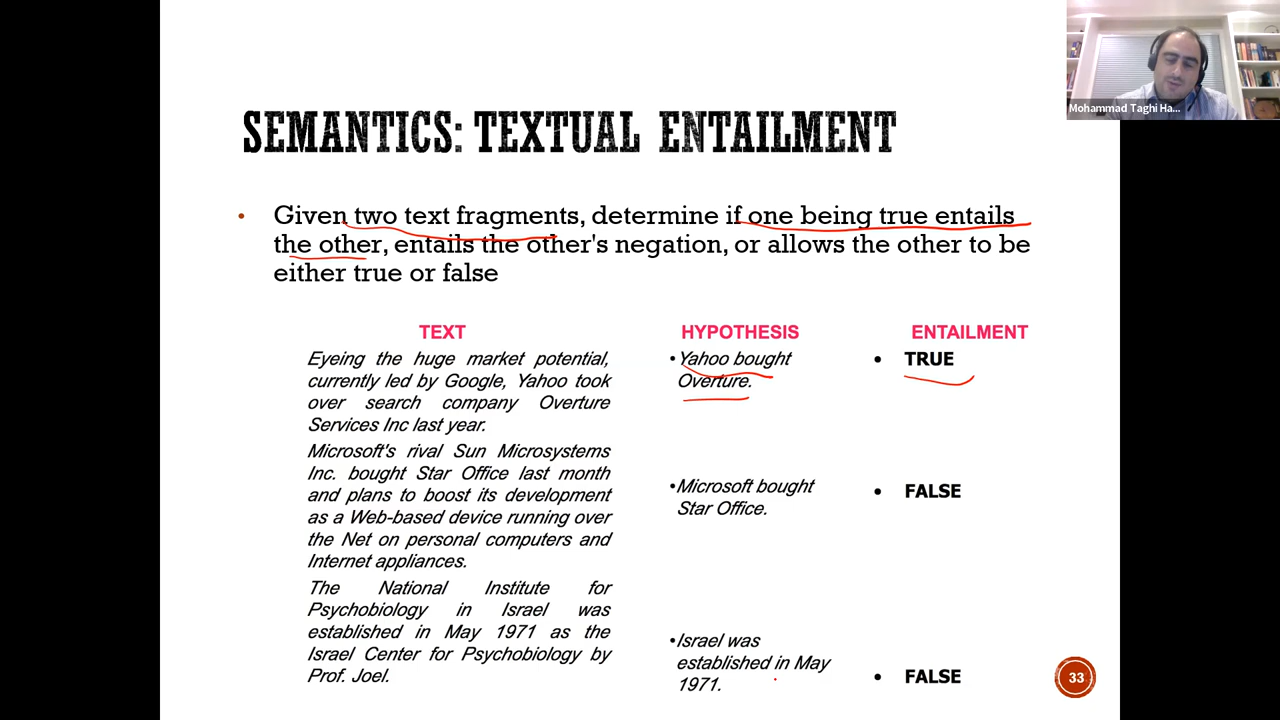 Mohammad Taghi Ha...
SEMANTICS: TEXTUAL ENTAILMENT
• Given two text fragments, determine if one being true entails
the other, entails the other's negation, or allows the other to be
either true or false
TEXT
Eyeing the huge market potential,
currently led by Google, Yahoo took
over search company Overture
Services Inc last year.
Microsoft's rival Sun Microsystems
Inc. bought Star Office last month
and plans to boost its development
as a Web-based device running over
the Net on personal computers and
Internet appliances.
The National Institute for
Psychobiology in Israel was
established in May 1971 as the
Israel Center for Psychobiology by
Prof. Joel.
HYPOTHESIS
•Yahoo bought
Overture.
•Microsoft bought
Star Office.
•Israel was
established in May
1971.
ENTAILMENT
• TRUE
• FALSE
• FALSE
33